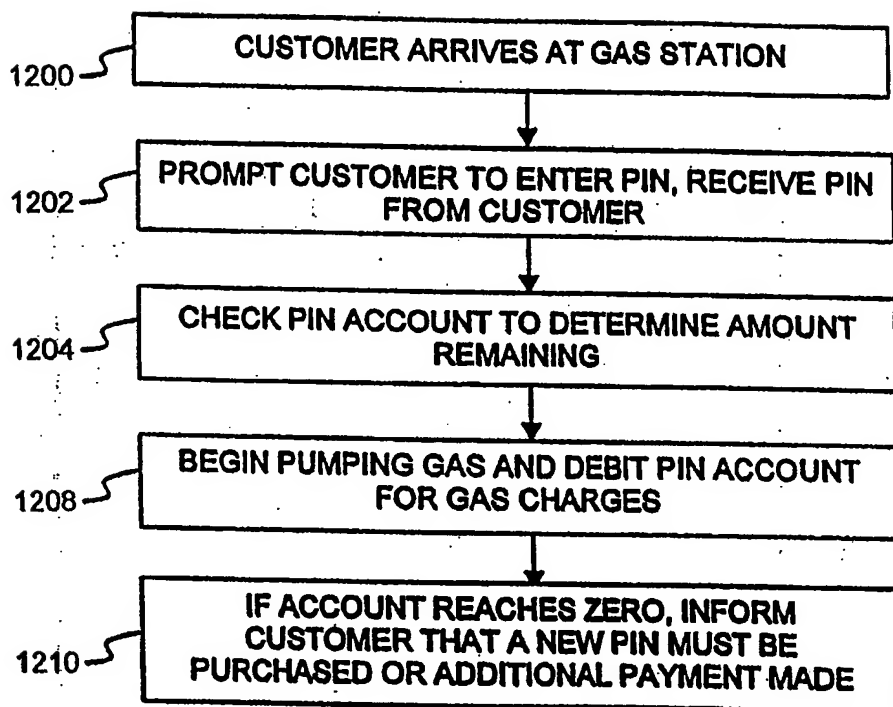 1200
CUSTOMER ARRIVES AT GAS STATION
1202
PROMPT CUSTOMER TO ENTER PIN, RECEIVE PIN
FROM CUSTOMER
1204
CHECK PIN ACCOUNT TO DETERMINE AMOUNT
REMAINING
1208
BEGIN PUMPING GAS AND DEBIT PIN ACCOUNT
FOR GAS CHARGES
1210
IF ACCOUNT REACHES ZERO, INFORM
CUSTOMER THAT A NEW PIN MUST BE
PURCHASED OR ADDITIONAL PAYMENT MADE